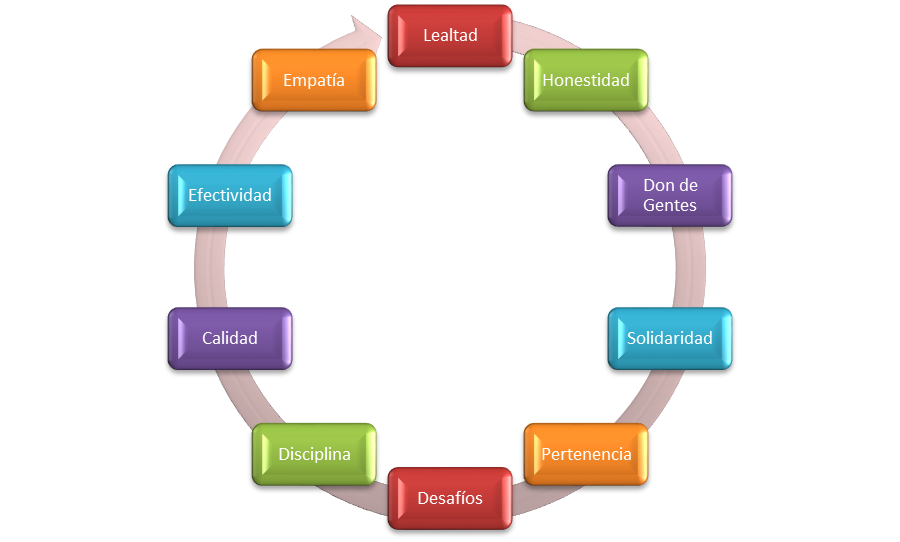 Lealtad
Honestidad
Don de
Gentes
Solidaridad
Pertenencia
Desafíos
Disciplina
Calidad
Efectividad
Empatía